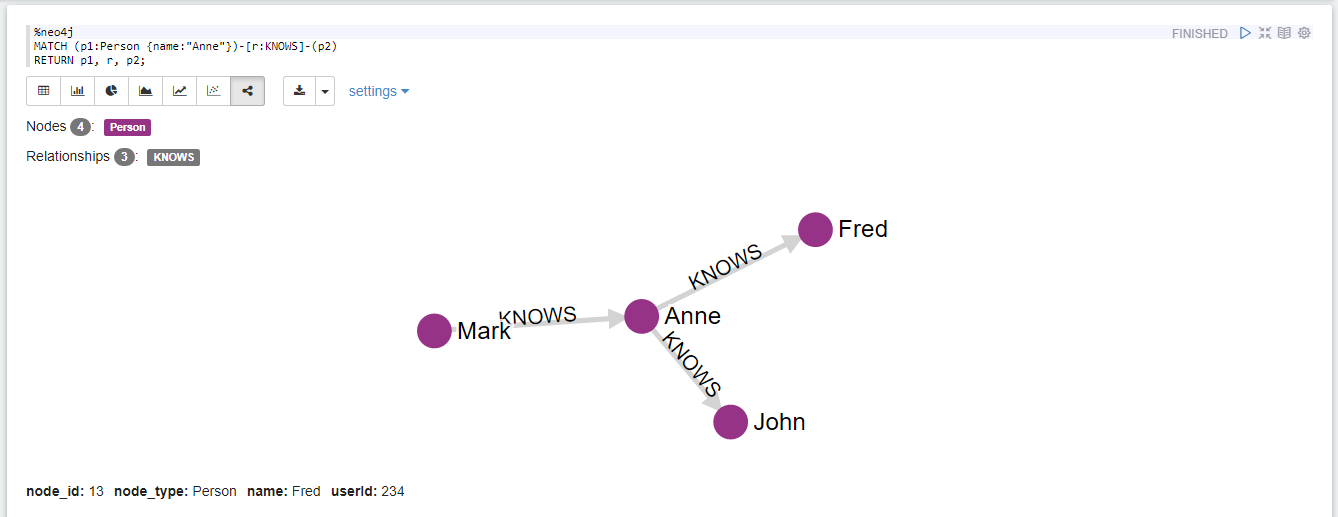 %neo4j
MATCH (p1:Person {name:"Anne"})-[r:KNOWS]-(p2)
RETURN p1, r, p2;
FINISHED
settings
Nodes 4: Person
Relationships 3: KNOWS
Fred
KNOWS
KNOWS
Anne
Mark
KNOWS
John
node_id: 13 node_type: Person name: Fred userId: 234